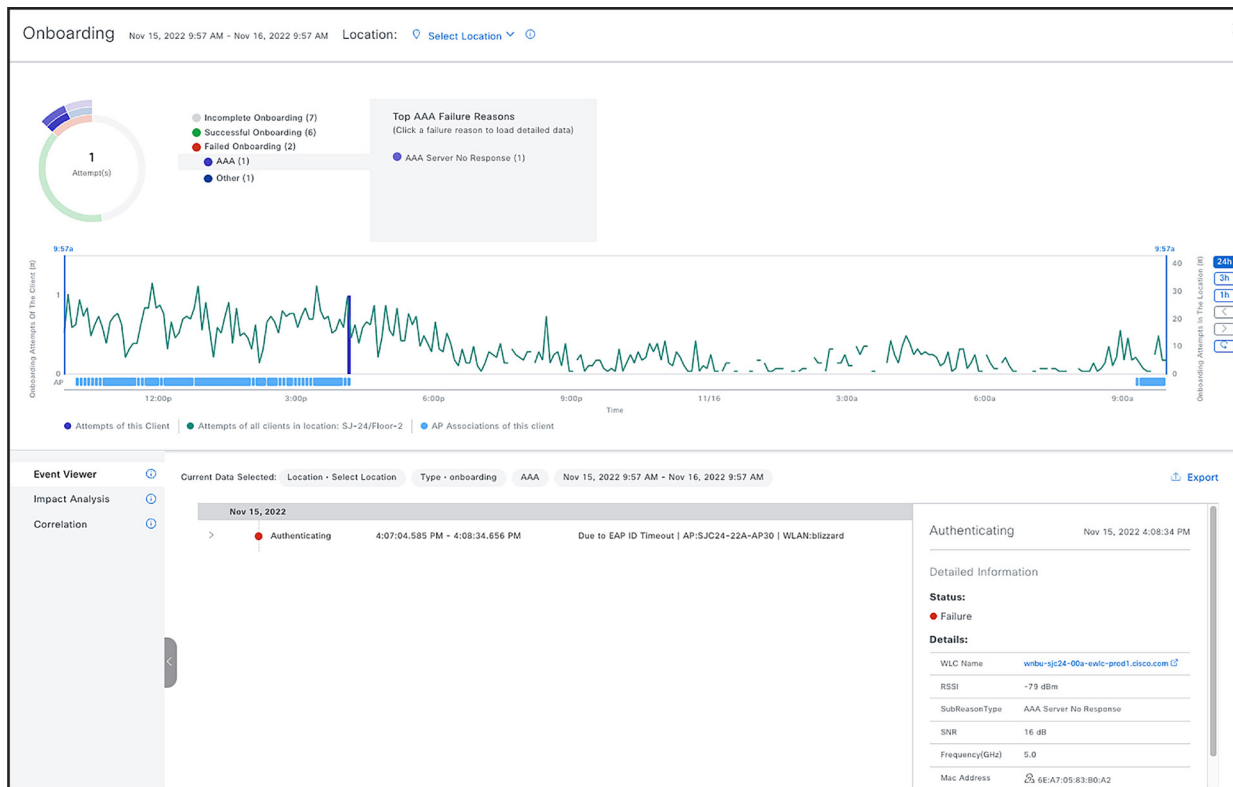 Onboarding Nov 15, 2022 9:57 AM - Nov 16, 2022 9:57 AM Location: Select Location
1
Attempt(s)
Incomplete Onboarding (7)
Successful Onboarding (6)
Failed Onboarding (2)
AAA (1)
Other (1)
Top AAA Failure Reasons
(Click a failure reason to load detailed data)
AAA Server No Response (1)
9:57a 9:57a
Onboarding Attempts Of The Client (#)
1
0
AP
40
30
20
10
0
Onboarding Attempts In The Location (#)
24h
3h
1h
12:00p 3:00p 6:00p 9:00p 11/16 3:00a 6:00a 9:00a
Time
Attempts of this Client Attempts of all clients in location: SJ-24/Floor-2 AP Associations of this client
Event Viewer
Impact Analysis
Correlation
Current Data Selected: Location • Select Location Type • onboarding AAA Nov 15, 2022 9:57 AM - Nov 16, 2022 9:57 AM Export
Nov 15, 2022
Authenticating 4:07:04.585 PM - 4:08:34.656 PM Due to EAP ID Timeout | AP:SJC24-22A-AP30 | WLAN:blizzard
Authenticating Nov 15, 2022 4:08:34 PM
Detailed Information
Status:
Failure
Details:
WLC Name wnbu-sjc24-00a-ewlc-prod1.cisco.com
RSSI -79 dBm
SubReasonType AAA Server No Response
SNR 16 dB
Frequency(GHz) 5.0
Mac Address 6E:A7:05:83:B0:A2